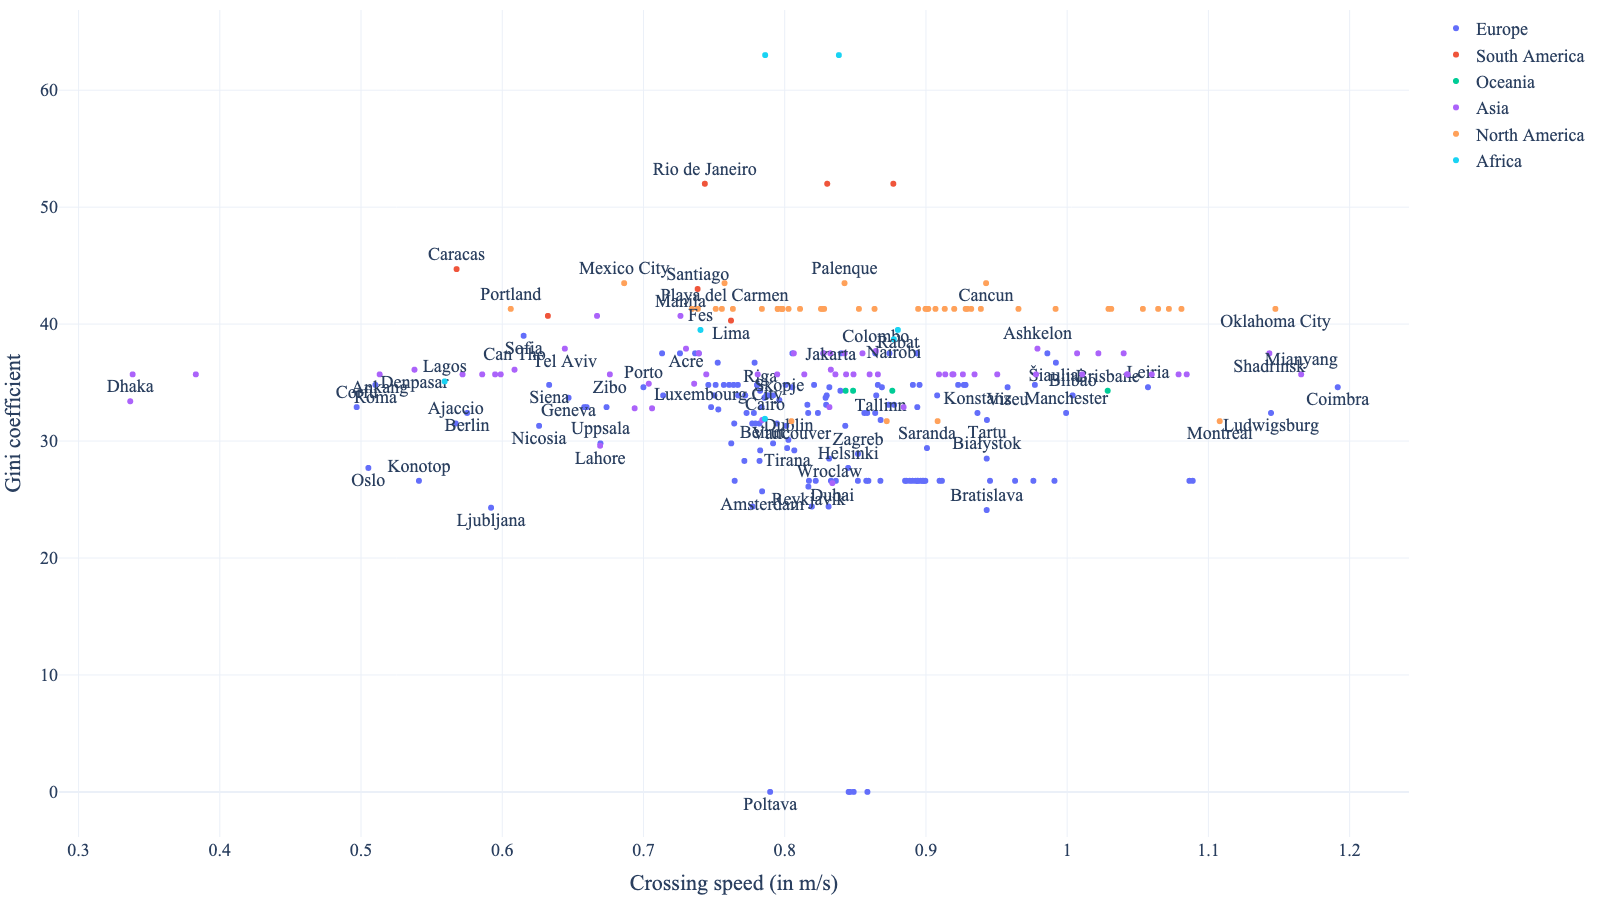 Europe
South America
Oceania
Asia
North America
Africa
Gini coefficient
60
50
40
30
20
10
0
Rio de Janeiro
Caracas
Mexico City
Santiago
Palenque
Portland
Playa del Carmen
Manila
Cancun
Fes
Oklahoma City
Lima
Colombo
Ashkelon
Rabat
Sofia
Can Tho
Nairobi
Jakarta
Tel Aviv
Acre
Mianyang
Shadrinsk
Lagos
Denpasar
Riga
Šiauliai
Brisbane
Leiria
Porto
Bilbao
Dhaka
Ankang
Corfu
Roma
Zibo
Skopje
Luxembourg City
Siena
Konstanz
Viseu
Manchester
Coimbra
Cairo
Tallinn
Ajaccio
Geneva
Berlin
Uppsala
Dublin
Vancouver
Saranda
Tartu
Montreal
Ludwigsburg
Nicosia
Zagreb
Białystok
Helsinki
Lahore
Tirana
Konotop
Oslo
Wroclaw
Dubai
Bratislava
Reykjavik
Amsterdam
Ljubljana
Poltava
0.3
0.4
0.5
0.6
0.7
0.8
0.9
1
1.1
1.2
Crossing speed (in m/s)